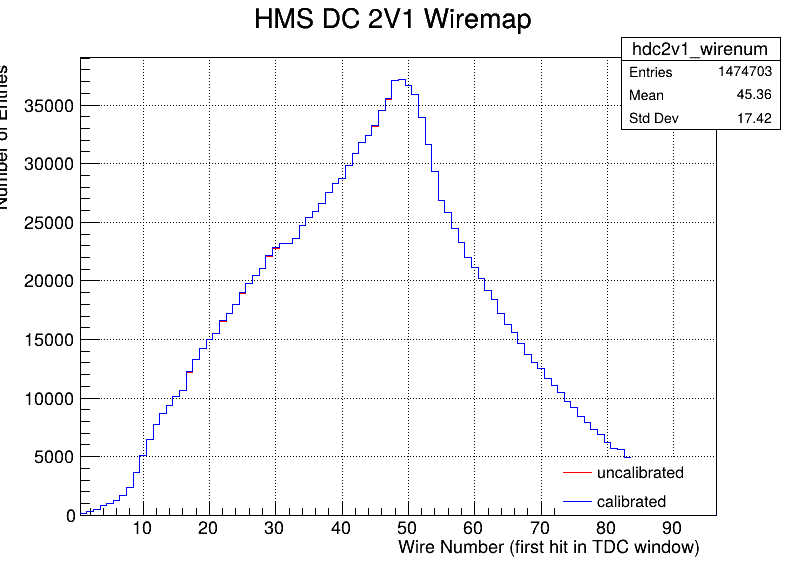 HMS DC 2V1 Wiremap
hdc2v1_wirenum
Entries 1474703
Mean 45.36
Std Dev 17.42
Number of Entries
35000
30000
25000
20000
15000
10000
5000
0
10 20 30 40 50 60 70 80 90
Wire Number (first hit in TDC window)
uncalibrated
calibrated